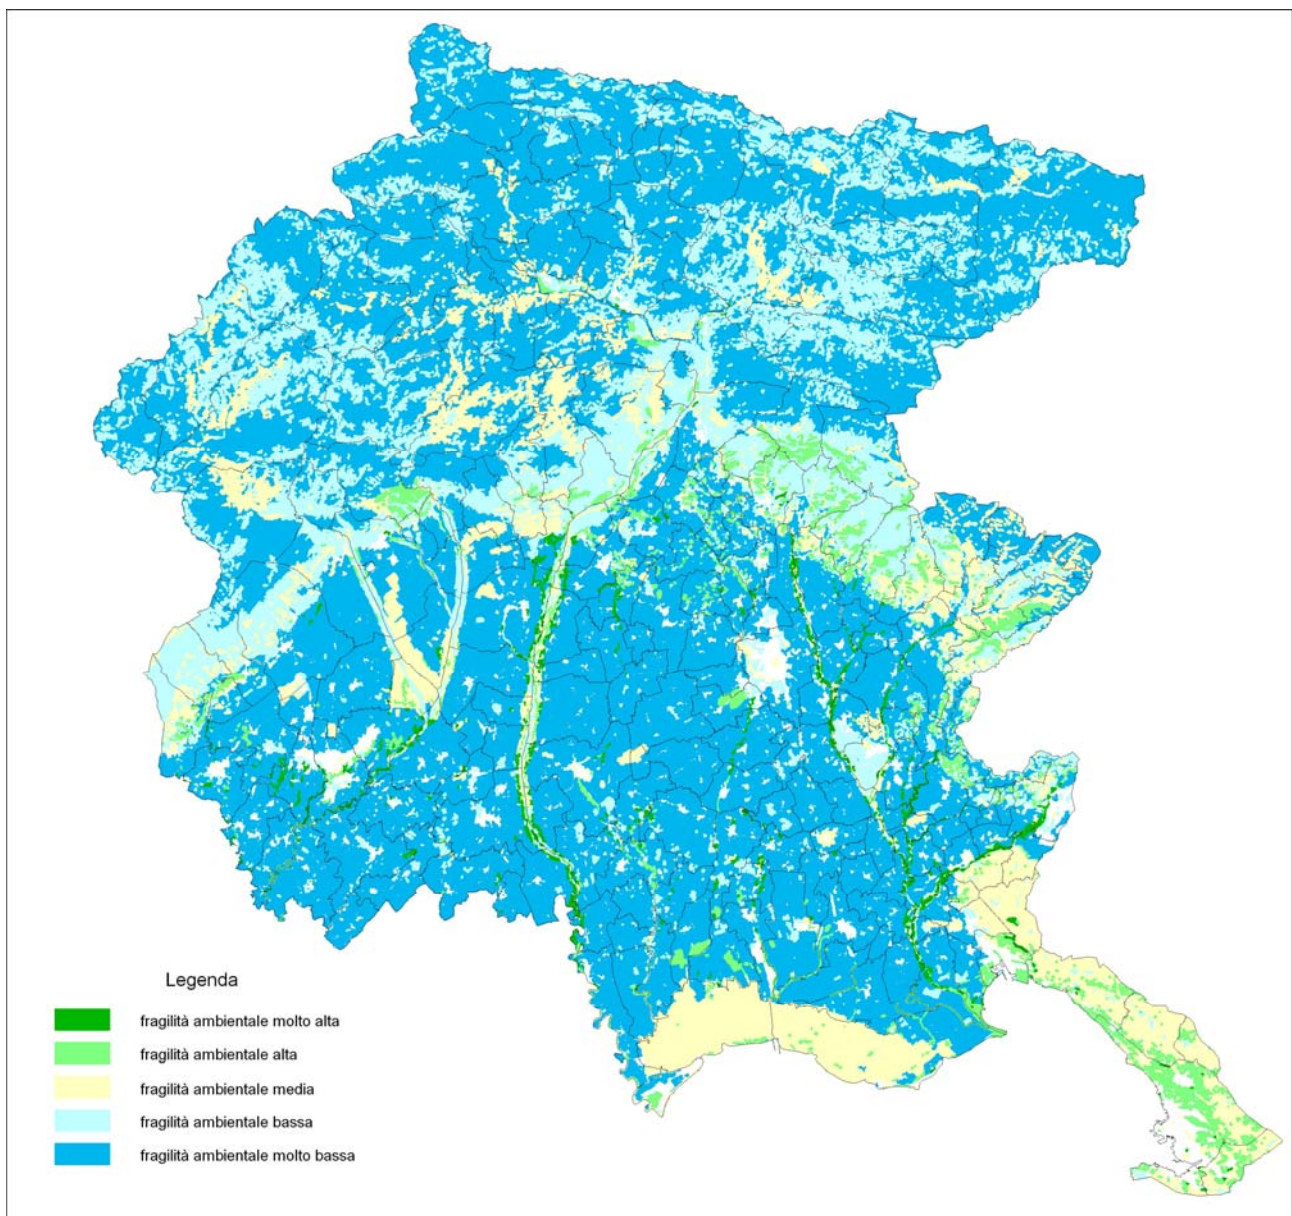 Legenda
fragilità ambientale molto alta
fragilità ambientale alta
fragilità ambientale media
fragilità ambientale bassa
fragilità ambientale molto bassa